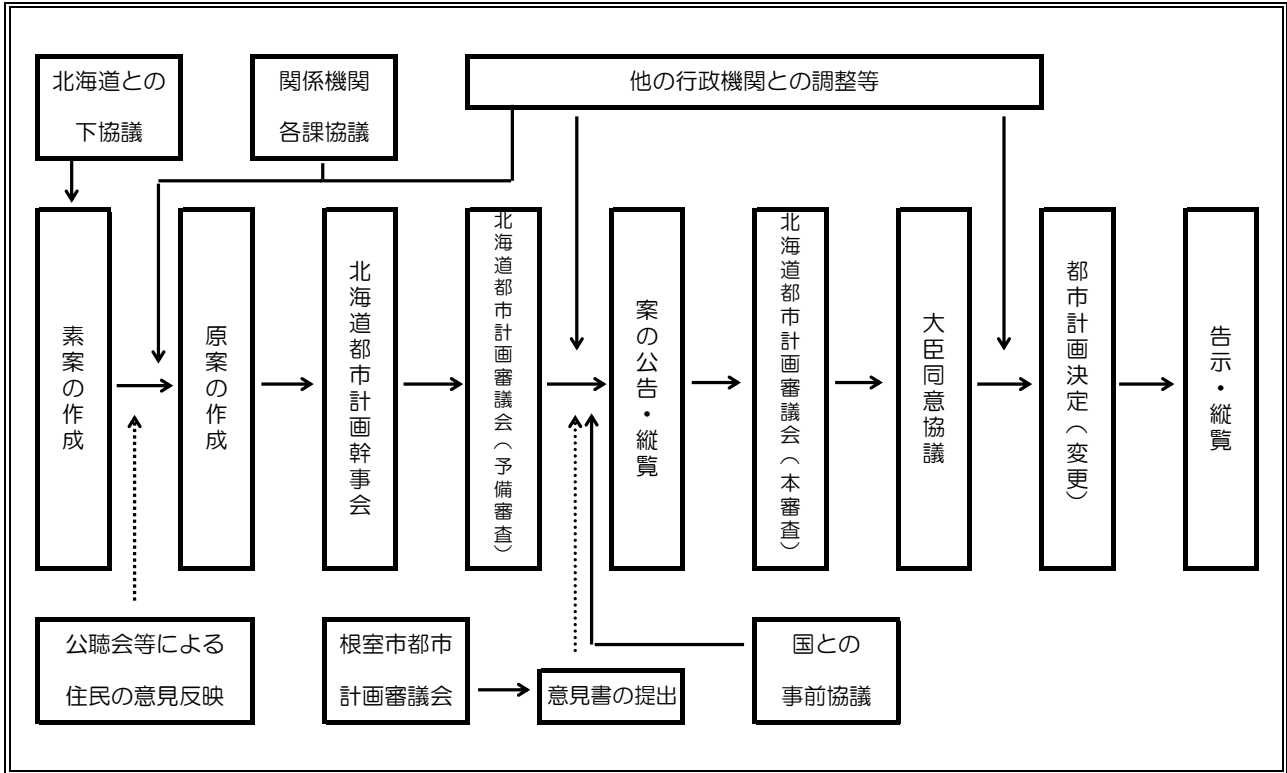 北海道との
下協議
関係機関
各課協議
他の行政機関との調整等
素案の作成
原案の作成
北海道都市計画幹事会
北海道都市計画審議会（予備審査）
案の公告・縦覧
北海道都市計画審議会（本審査）
大臣同意協議
都市計画決定（変更）
告示・縦覧
公聴会等による
住民の意見反映
根室市都市
計画審議会
意見書の提出
国との
事前協議